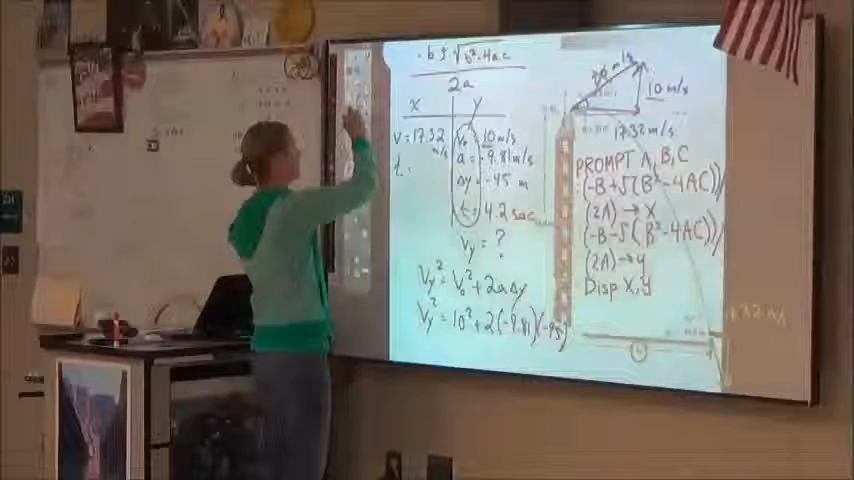 -b ± √b²-4ac
2a
x y
v = 17.32 m/s
t =
v₀ = 10 m/s
a = -9.81 m/s
Δy = -45 m
t = 4.2 sec
Vy = ?
Vy² = V₀² + 2aΔy
Vy² = 10² + 2(-9.81)(-45)
20 m/s
10 m/s
17.32 m/s
PROMPT A, B, C
(-B+√(B²-4AC))/
(2A)→X
(-B-√(B²-4AC))/
(2A)→y
Disp X,y